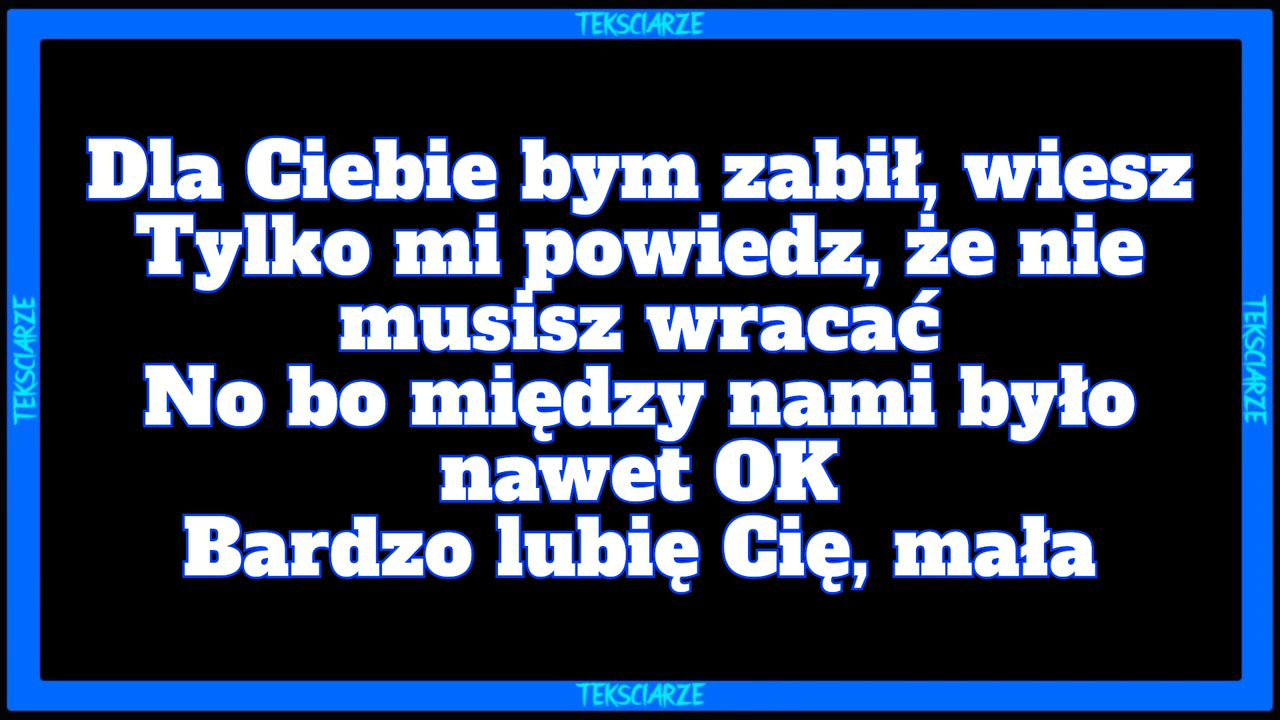 TEKSCIARZE
Dla Ciebie bym zabił, wiesz
Tylko mi powiedz, że nie
musisz wracać
No bo między nami było
nawet OK
Bardzo lubię Cię, mała
TEKSCIARZE
TEKSCIARZE
TEKSCIARZE